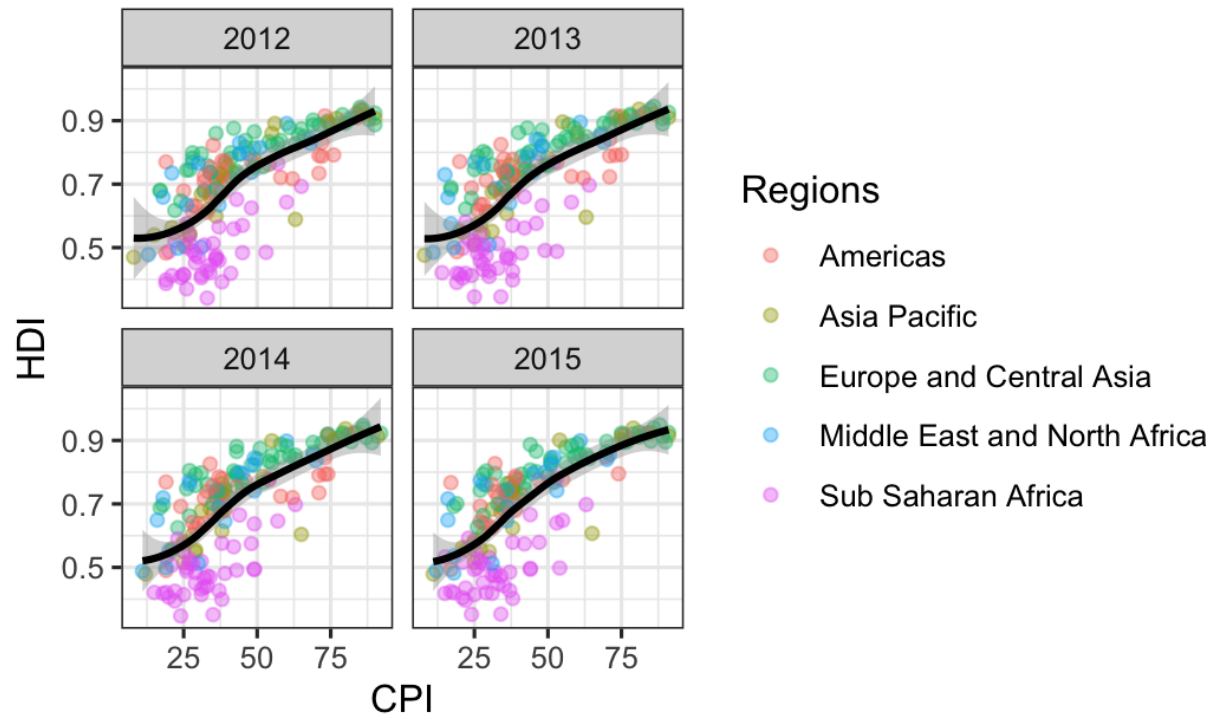 2012 2013
0.9
0.7
0.5
2014 2015
0.9
0.7
0.5
25 50 75 25 50 75
CPI
HDI
Regions
Americas
Asia Pacific
Europe and Central Asia
Middle East and North Africa
Sub Saharan Africa